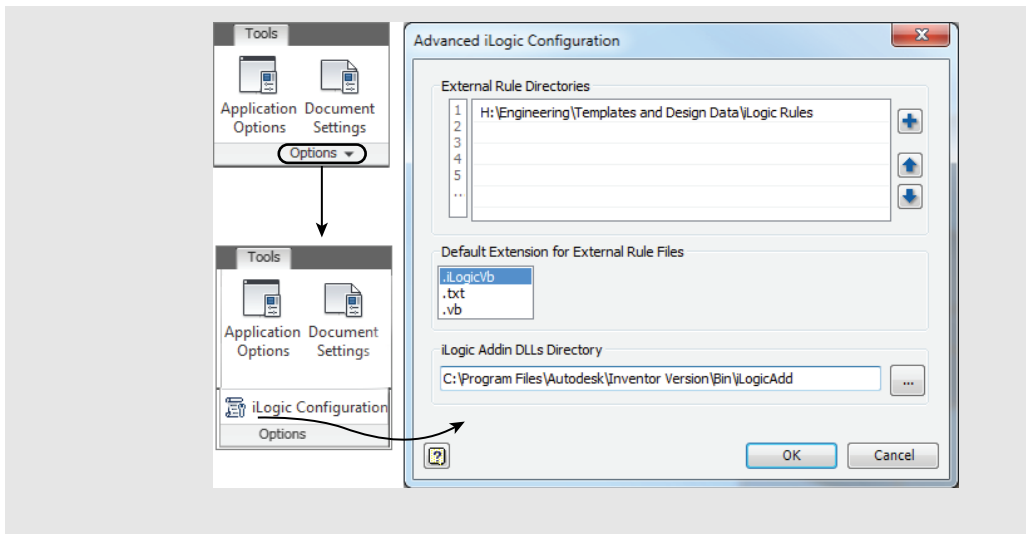 Tools
Application Options
Document Settings
Options
Tools
Application Options
Document Settings
iLogic Configuration
Options
Advanced iLogic Configuration
External Rule Directories
1 H:\Engineering\Templates and Design Data\iLogic Rules
2
3
4
5
...
Default Extension for External Rule Files
.iLogicVb
.txt
.vb
iLogic Addin DLLs Directory
C:\Program Files\Autodesk\Inventor Version\Bin\iLogicAdd
...
OK
Cancel